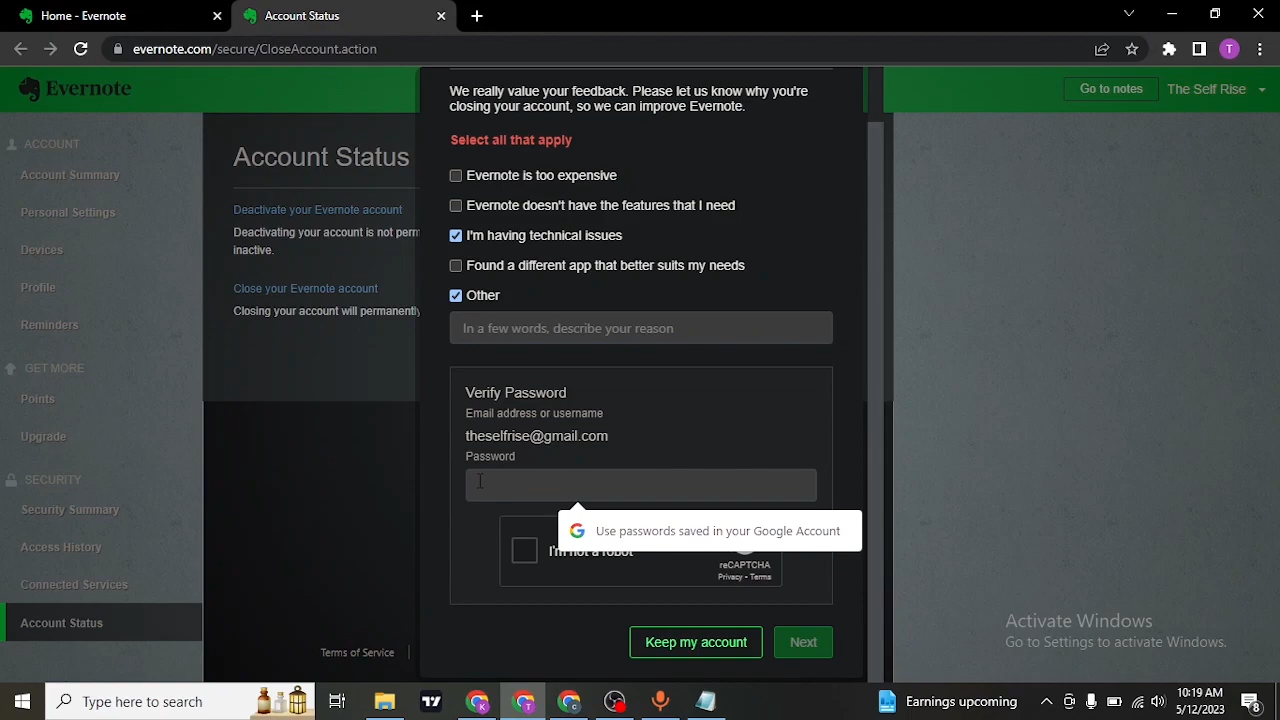 Home - Evernote
Account Status
evernote.com/secure/CloseAccount.action
T
Evernote
Go to notes
The Self Rise
ACCOUNT
Account Summary
Personal Settings
Devices
Profile
Reminders
GET MORE
Points
Upgrade
SECURITY
Security Summary
Access History
Connected Services
Account Status
Account Status
Deactivate your Evernote account
Deactivating your account is not perm
inactive.
Close your Evernote account
Closing your account will permanently
Terms of Service
We really value your feedback. Please let us know why you're
closing your account, so we can improve Evernote.
Select all that apply
Evernote is too expensive
Evernote doesn't have the features that I need
I'm having technical issues
Found a different app that better suits my needs
Other
In a few words, describe your reason
Verify Password
Email address or username
theselfrise@gmail.com
Password
Use passwords saved in your Google Account
I'm not a robot
reCAPTCHA
Privacy - Terms
Keep my account
Next
Activate Windows
Go to Settings to activate Windows.
Type here to search
K
T
C
Earnings upcoming
10:19 AM
5/12/2023
8